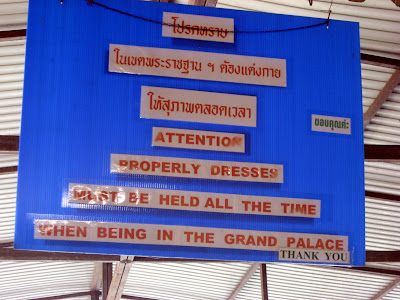 โปรดทราบ
ในเขตพระราชฐาน ฯ ต้องแต่งกาย
ให้สุภาพตลอดเวลา
ขอบคุณค่ะ
ATTENTION
PROPERLY DRESSES
MUST BE HELD ALL THE TIME
WHEN BEING IN THE GRAND PALACE
THANK YOU